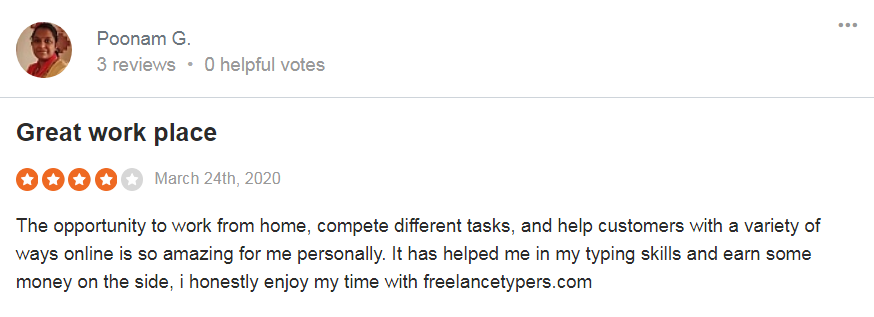 Poonam G.
3 reviews • 0 helpful votes
Great work place
March 24th, 2020
The opportunity to work from home, compete different tasks, and help customers with a variety of
ways online is so amazing for me personally. It has helped me in my typing skills and earn some
money on the side, i honestly enjoy my time with freelancetypers.com